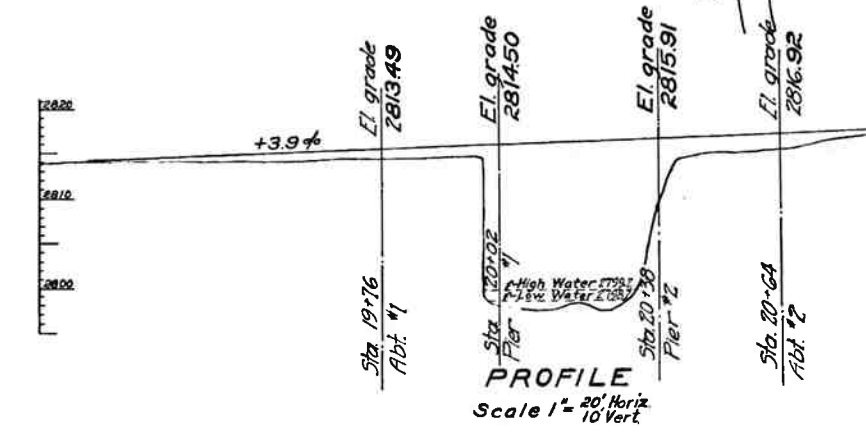 El. grade
2813.49
El. grade
2814.50
El. grade
2815.91
El. grade
2816.92
2820
+3.9%
2810
2800
High Water
Low Water
Sta. 19+76
Abt. #1
Sta. 20+02
Pier #1
Sta. 20+38
Pier #2
Sta. 20+64
Abt. #2
PROFILE
Scale 1" = 20' Horiz.
10' Vert.